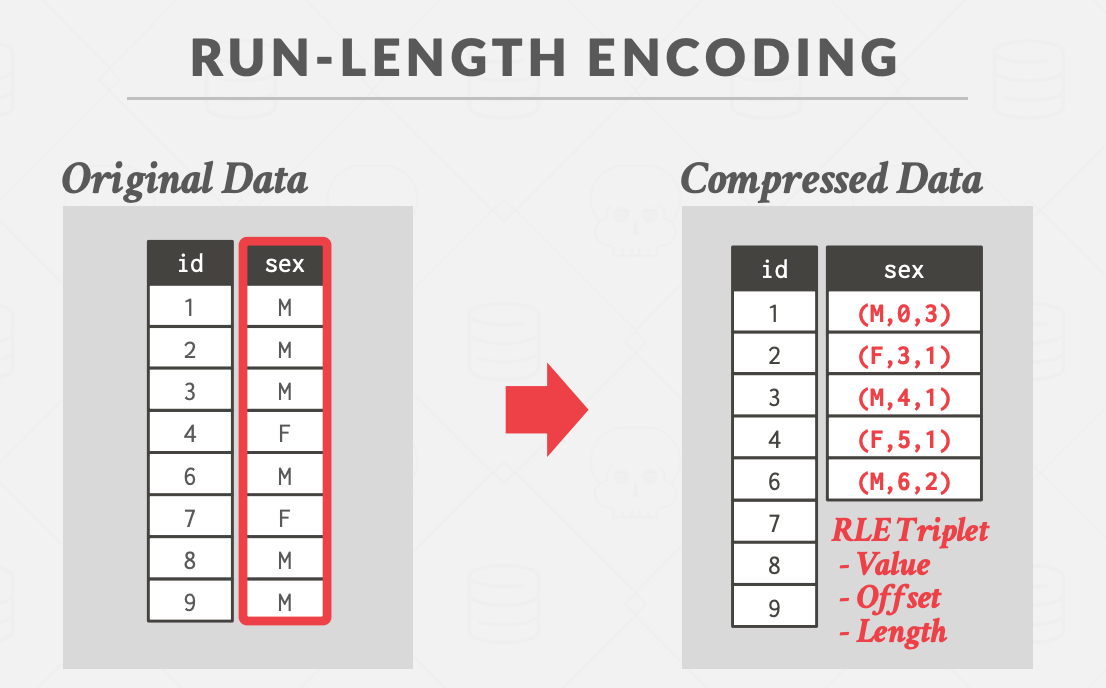 RUN-LENGTH ENCODING
Original Data
id sex
1 M
2 M
3 M
4 F
6 M
7 F
8 M
9 M
Compressed Data
id sex
1 (M,0,3)
2 (F,3,1)
3 (M,4,1)
4 (F,5,1)
6 (M,6,2)
7
8
9
RLE Triplet
- Value
- Offset
- Length